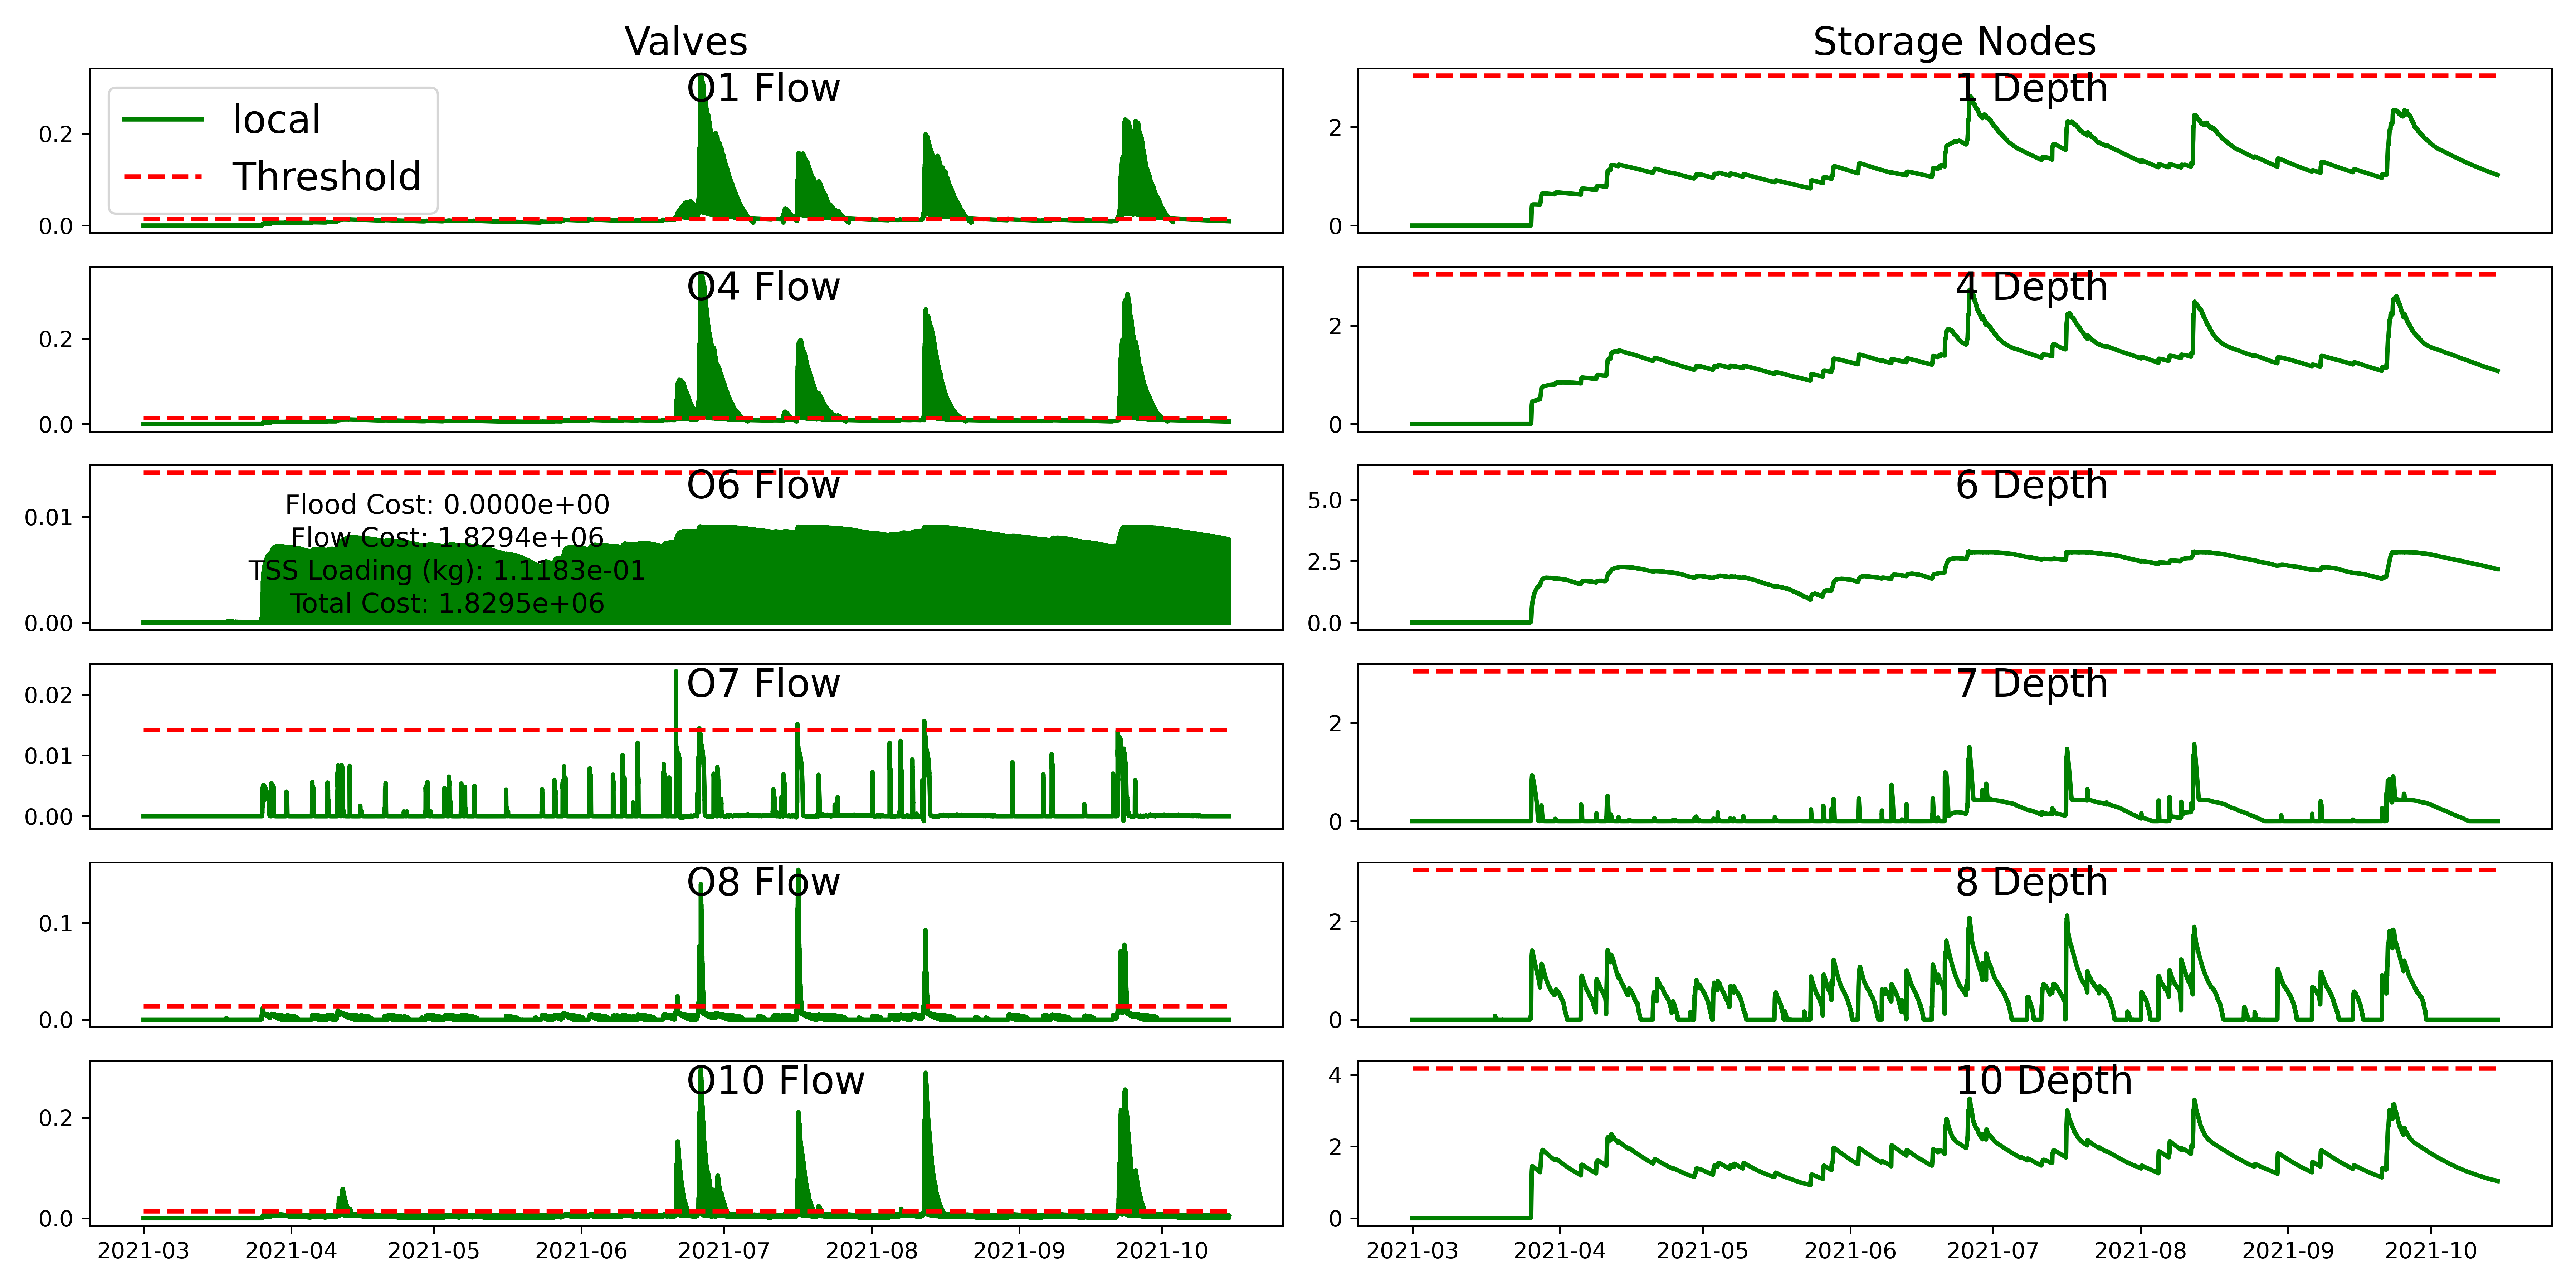 Valves
Storage Nodes
O1 Flow
local
Threshold
0.2
0.0
1 Depth
2
0
O4 Flow
0.2
0.0
4 Depth
2
0
O6 Flow
0.01
0.00
Flood Cost: 0.0000e+00
Flow Cost: 1.8294e+06
TSS Loading (kg): 1.1183e-01
Total Cost: 1.8295e+06
6 Depth
5.0
2.5
0.0
O7 Flow
0.02
0.01
0.00
7 Depth
2
0
O8 Flow
0.1
0.0
8 Depth
2
0
O10 Flow
0.2
0.0
10 Depth
4
2
0
2021-03 2021-04 2021-05 2021-06 2021-07 2021-08 2021-09 2021-10
2021-03 2021-04 2021-05 2021-06 2021-07 2021-08 2021-09 2021-10